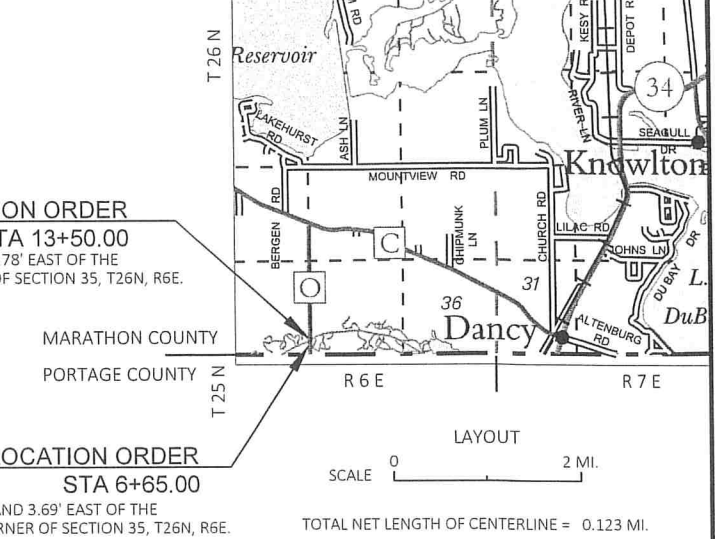 T 26 N
Reservoir
RD
KESY R
DEPOT R
34
RIVER LN
LAKEHURST
RD
ASH LN
PLUM LN
SEAGULL
DR
Knowlton
MOUNTVIEW RD
ON ORDER
TA 13+50.00
78' EAST OF THE
OF SECTION 35, T26N, R6E.
BERGEN RD
C
CHIPMUNK
LN
CHURCH RD
LILAC RD
JOHNS LN
DU BAY DR
L.
DuB
O
36
31
Dancy
ALTENBURG
RD
MARATHON COUNTY
PORTAGE COUNTY
T 25 N
R 6 E
R 7 E
LAYOUT
SCALE
0
2 MI.
OCATION ORDER
STA 6+65.00
AND 3.69' EAST OF THE
RNER OF SECTION 35, T26N, R6E.
TOTAL NET LENGTH OF CENTERLINE = 0.123 MI.